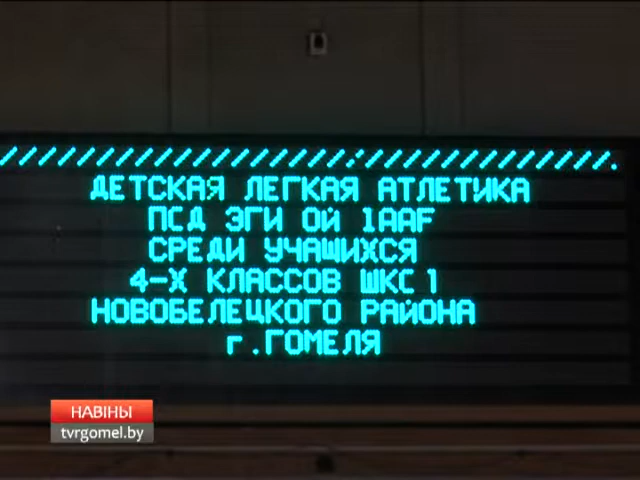 ДЕТСКАЯ ЛЕГКАЯ АТЛЕТИКА
ПСД ЭГИ ОЙ 1AAF
СРЕДИ УЧАЩИХСЯ
4-Х КЛАССОВ ШКС 1
НОВОБЕЛЕЦКОГО РАЙОНА
г.ГОМЕЛЯ
НАВІНЫ
tvrgomel.by